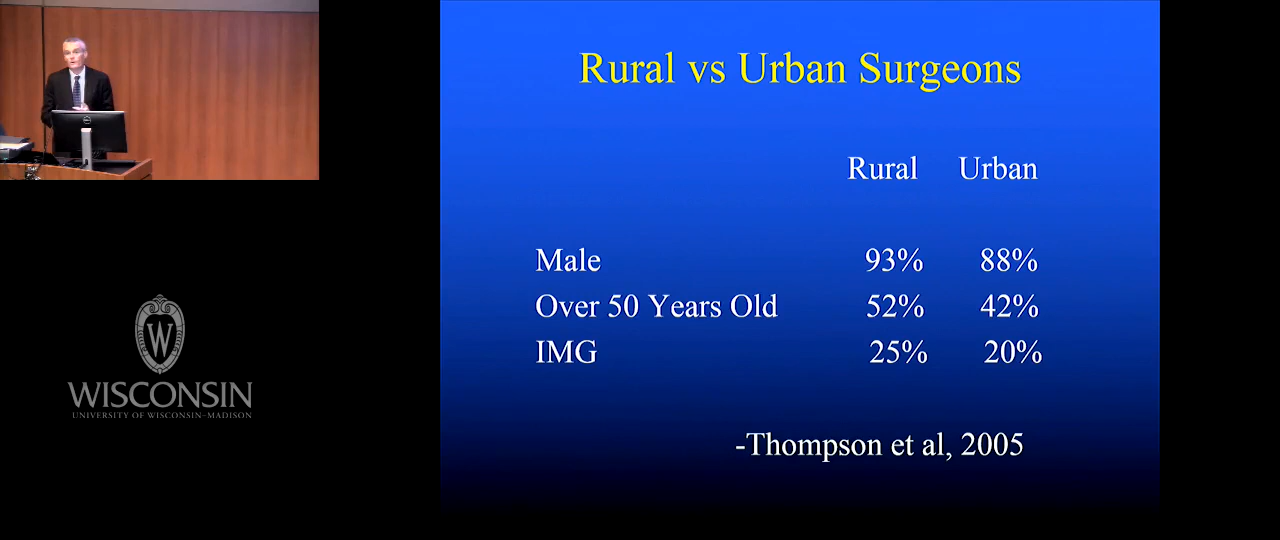 Rural vs Urban Surgeons
Rural Urban
Male 93% 88%
Over 50 Years Old 52% 42%
IMG 25% 20%
-Thompson et al, 2005
W
WISCONSIN
UNIVERSITY OF WISCONSIN–MADISON